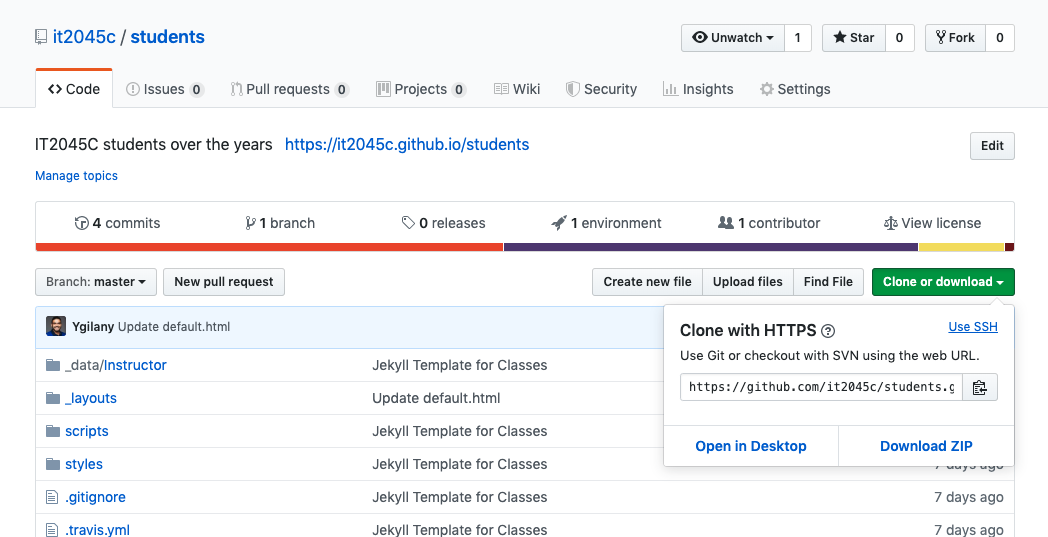 it2045c / students
Unwatch 1 Star 0 Fork 0
Code Issues 0 Pull requests 0 Projects 0 Wiki Security Insights Settings
IT2045C students over the years https://it2045c.github.io/students Edit
Manage topics
4 commits 1 branch 0 releases 1 environment 1 contributor View license
Branch: master New pull request Create new file Upload files Find File Clone or download
Ygilany Update default.html
Clone with HTTPS ? Use SSH
Use Git or checkout with SVN using the web URL.
https://github.com/it2045c/students.g
Open in Desktop Download ZIP
_data/Instructor Jekyll Template for Classes
_layouts Update default.html
scripts Jekyll Template for Classes
styles Jekyll Template for Classes 7 days ago
.gitignore Jekyll Template for Classes 7 days ago
.travis.yml Jekyll Template for Classes 7 days ago